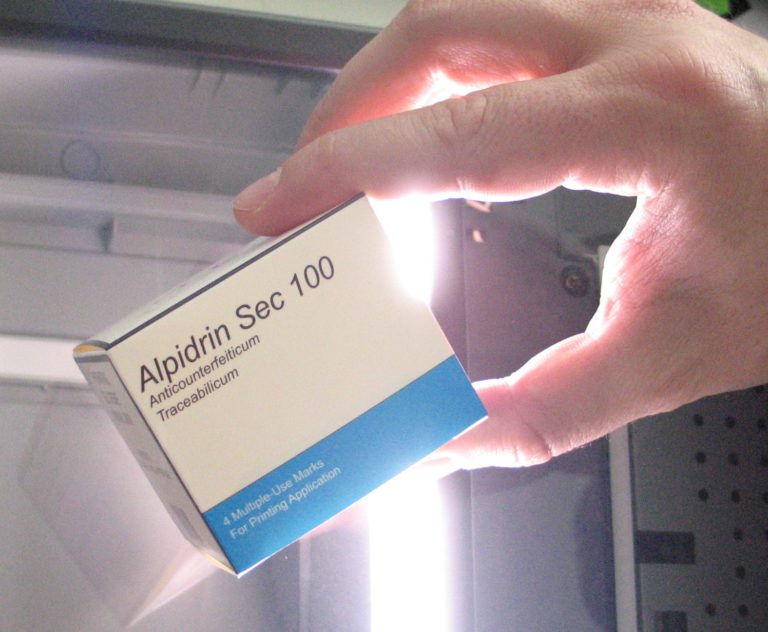 Alpidrin Sec 100
Anticounterfeiticum
Traceabilicum
4 Multiple-Use Marks
For Printing Application